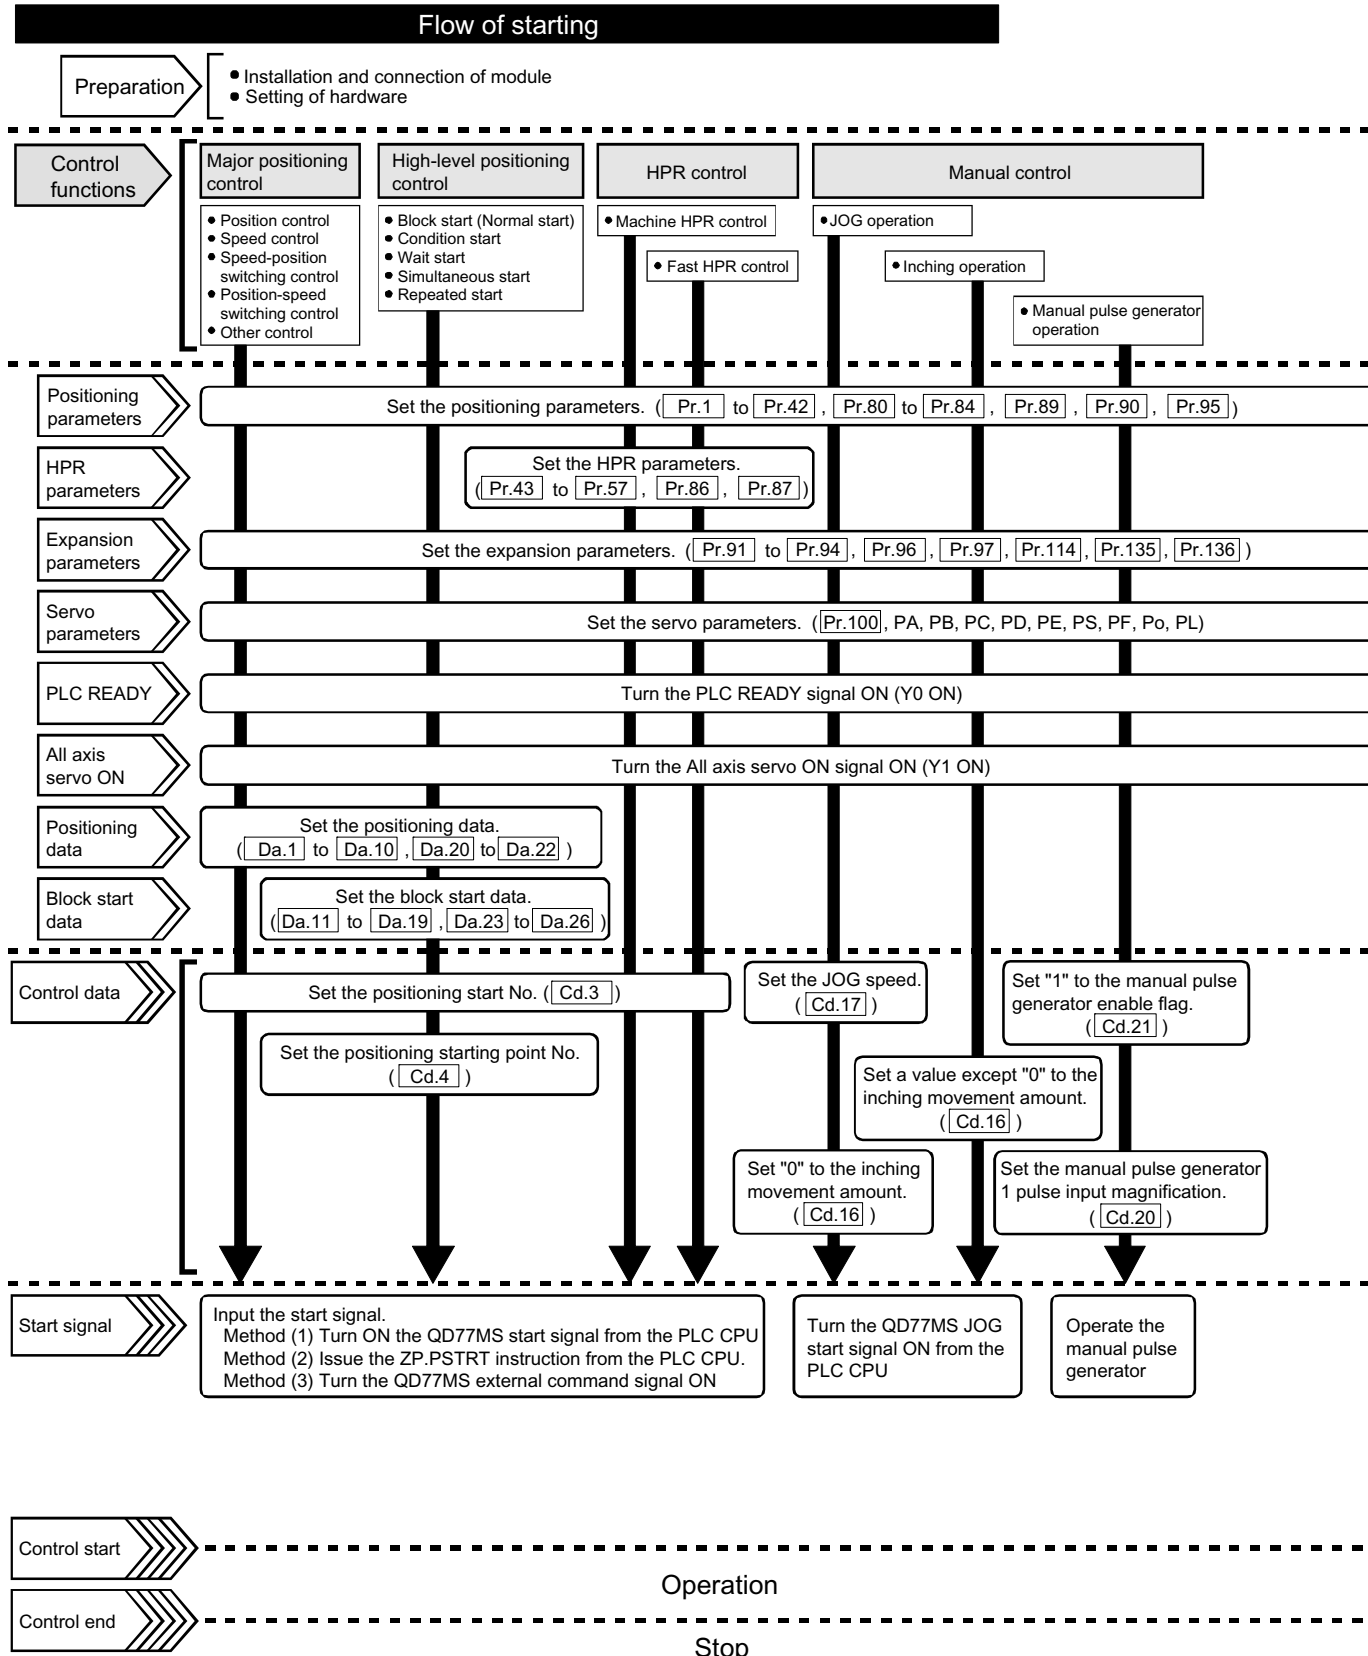 Flow of starting
Preparation
• Installation and connection of module
• Setting of hardware
Control
functions
Major positioning
control
High-level positioning
control
HPR control
Manual control
• Position control
• Speed control
• Speed-position
switching control
• Position-speed
switching control
• Other control
• Block start (Normal start)
• Condition start
• Wait start
• Simultaneous start
• Repeated start
• Machine HPR control
• Fast HPR control
• JOG operation
• Inching operation
• Manual pulse generator
operation
Positioning
parameters
Set the positioning parameters. ( Pr.1 to Pr.42 , Pr.80 to Pr.84 , Pr.89 , Pr.90 , Pr.95 )
HPR
parameters
Set the HPR parameters.
( Pr.43 to Pr.57 , Pr.86 , Pr.87 )
Expansion
parameters
Set the expansion parameters. ( Pr.91 to Pr.94 , Pr.96 , Pr.97 , Pr.114 , Pr.135 , Pr.136 )
Servo
parameters
Set the servo parameters. ( Pr.100 , PA, PB, PC, PD, PE, PS, PF, Po, PL)
PLC READY
Turn the PLC READY signal ON (Y0 ON)
All axis
servo ON
Turn the All axis servo ON signal ON (Y1 ON)
Positioning
data
Set the positioning data.
( Da.1 to Da.10 , Da.20 to Da.22 )
Block start
data
Set the block start data.
( Da.11 to Da.19 , Da.23 to Da.26 )
Control data
Set the positioning start No. ( Cd.3 )
Set the positioning starting point No.
( Cd.4 )
Set the JOG speed.
( Cd.17 )
Set "1" to the manual pulse
generator enable flag.
( Cd.21 )
Set a value except "0" to the
inching movement amount.
( Cd.16 )
Set "0" to the inching
movement amount.
( Cd.16 )
Set the manual pulse generator
1 pulse input magnification.
( Cd.20 )
Start signal
Input the start signal.
Method (1) Turn ON the QD77MS start signal from the PLC CPU
Method (2) Issue the ZP.PSTRT instruction from the PLC CPU.
Method (3) Turn the QD77MS external command signal ON
Turn the QD77MS JOG
start signal ON from the
PLC CPU
Operate the
manual pulse
generator
Control start
Operation
Control end
Stop